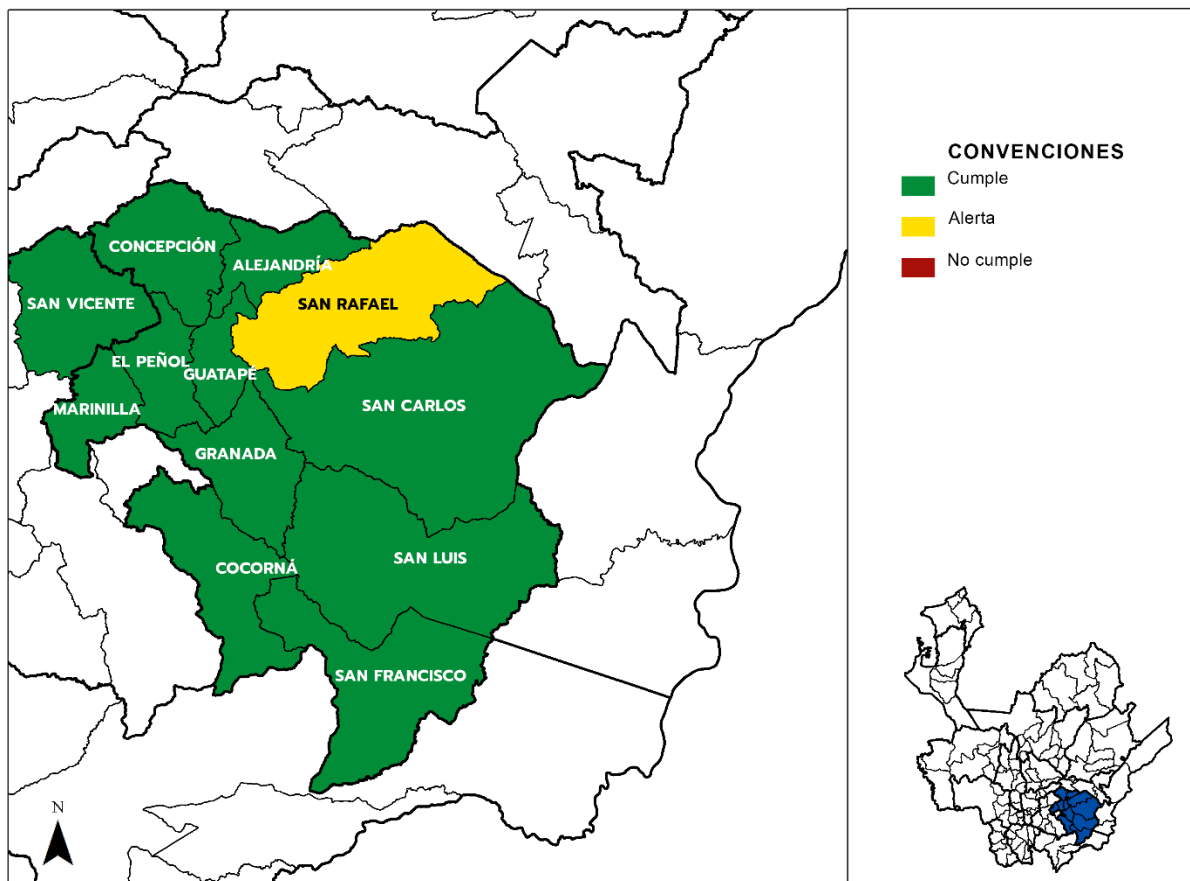 CONCEPCIÓN
ALEJANDRÍA
SAN VICENTE
SAN RAFAEL
EL PEÑOL
GUATAPÉ
MARINILLA
SAN CARLOS
GRANADA
SAN LUIS
COCORNÁ
SAN FRANCISCO
N
CONVENCIONES
Cumple
Alerta
No cumple